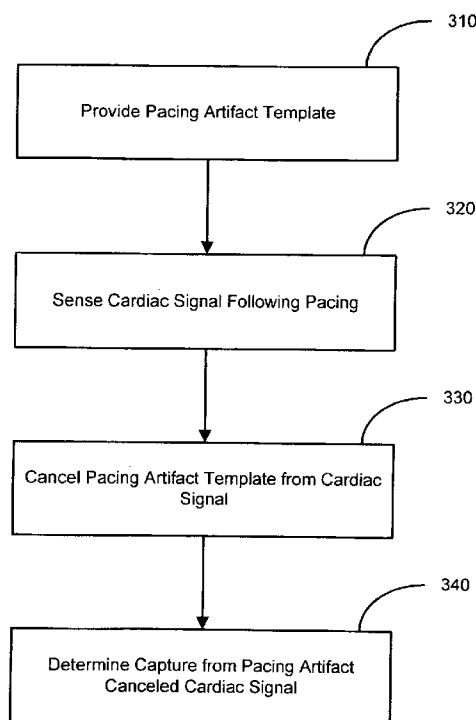 310
Provide Pacing Artifact Template
320
Sense Cardiac Signal Following Pacing
330
Cancel Pacing Artifact Template from Cardiac
Signal
340
Determine Capture from Pacing Artifact
Canceled Cardiac Signal